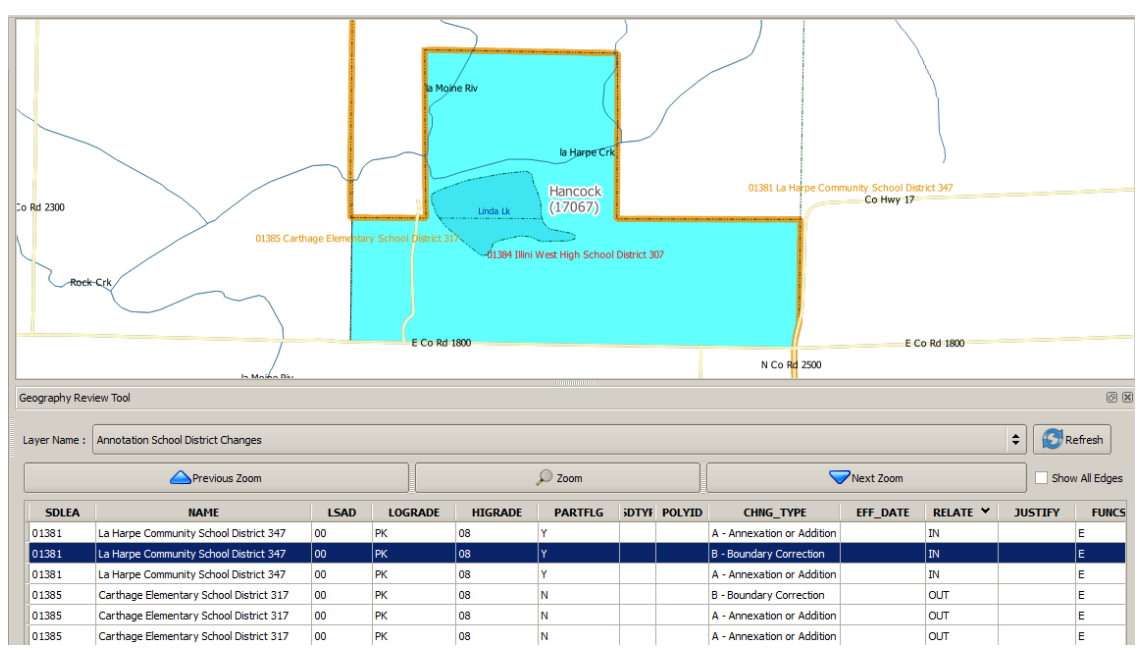 la Moine Riv
la Harpe Crk
Hancock
(17067)
01381 La Harpe Community School District 347
Co Hwy 17
Co Rd 2300
Linda Lk
01385 Carthage Elementary School District 317
01384 Illini West High School District 307
Rock Crk
E Co Rd 1800
E Co Rd 1800
N Co Rd 2500
la Moine Riv
Geography Review Tool
Layer Name : Annotation School District Changes Refresh
Previous Zoom Zoom Next Zoom Show All Edges
SDLEA NAME LSAD LOGRADE HIGRADE PARTFLG POLYID CHNG_TYPE EFF_DATE RELATE JUSTIFY FUNCS
01381 La Harpe Community School District 347 00 PK 08 Y A - Annexation or Addition IN E
01381 La Harpe Community School District 347 00 PK 08 Y B - Boundary Correction IN E
01381 La Harpe Community School District 347 00 PK 08 Y A - Annexation or Addition IN E
01385 Carthage Elementary School District 317 00 PK 08 N B - Boundary Correction OUT E
01385 Carthage Elementary School District 317 00 PK 08 N A - Annexation or Addition OUT E
01385 Carthage Elementary School District 317 00 PK 08 N A - Annexation or Addition OUT E